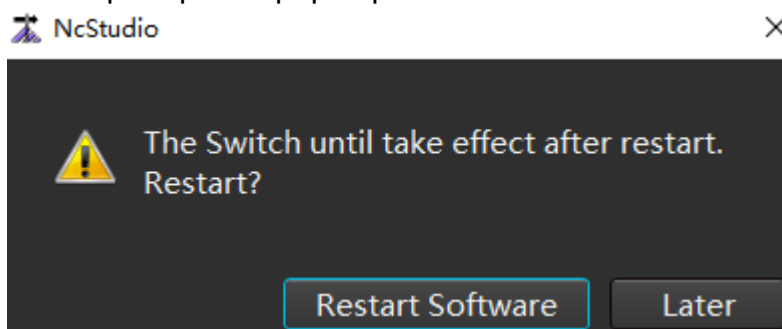 NcStudio
The Switch until take effect after restart.
Restart?
Restart Software Later